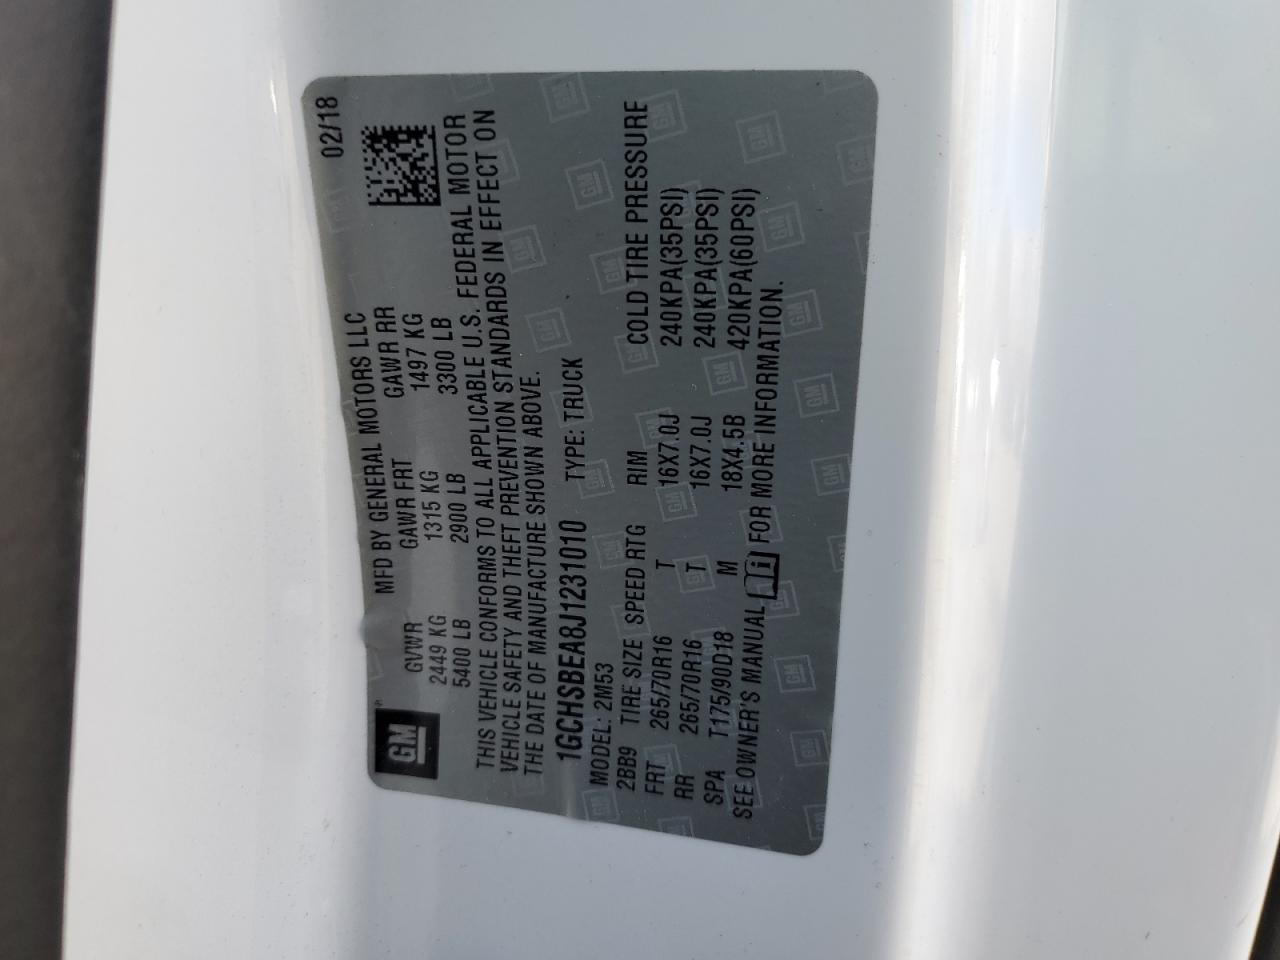 GM
MFD BY GENERAL MOTORS LLC 02/18
GVWR GAWR FRT GAWR RR
2449 KG 1315 KG 1497 KG
5400 LB 2900 LB 3300 LB
THIS VEHICLE CONFORMS TO ALL APPLICABLE U.S. FEDERAL MOTOR
VEHICLE SAFETY AND THEFT PREVENTION STANDARDS IN EFFECT ON
THE DATE OF MANUFACTURE SHOWN ABOVE.
1GCHSBEA8J1231010 TYPE: TRUCK
MODEL: 2M53
2BB9 TIRE SIZE SPEED RTG RIM COLD TIRE PRESSURE
FRT 265/70R16 T 16X7.0J 240KPA(35PSI)
RR 265/70R16 T 16X7.0J 240KPA(35PSI)
SPA T175/90D18 M 18X4.5B 420KPA(60PSI)
SEE OWNER'S MANUAL FOR MORE INFORMATION.